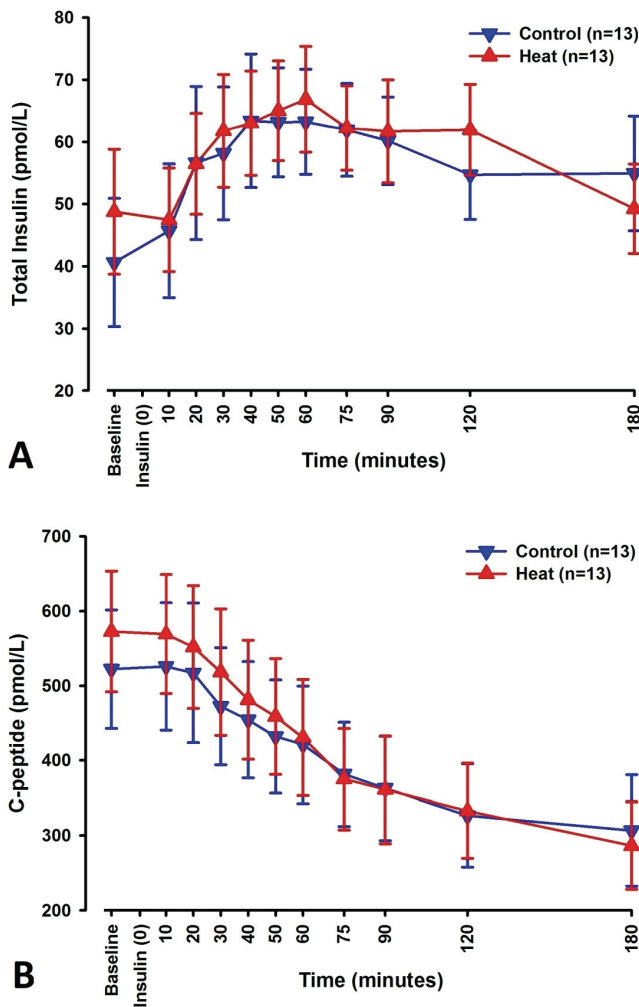 80
70
60
50
40
30
20
Total Insulin (pmol/L)
Control (n=13)
Heat (n=13)
Baseline
Insulin (0)
10
20
30
40
50
60
75
90
120
180
Time (minutes)
A
700
600
500
400
300
200
C-peptide (pmol/L)
Control (n=13)
Heat (n=13)
Baseline
Insulin (0)
10
20
30
40
50
60
75
90
120
180
Time (minutes)
B